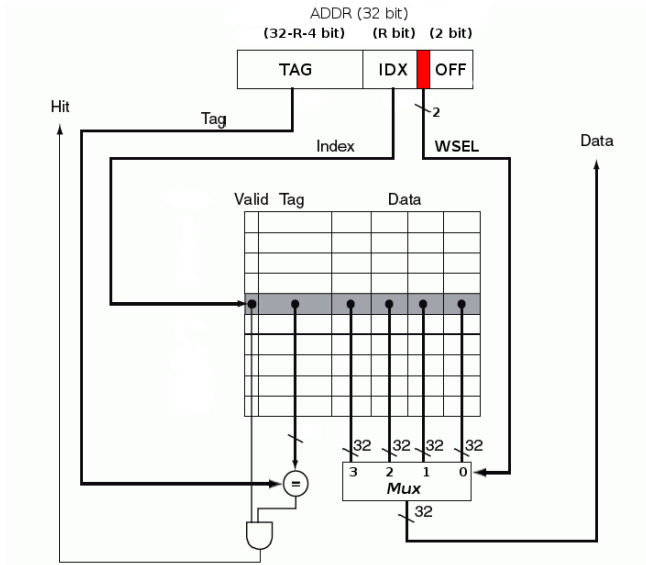 ADDR (32 bit)
(32-R-4 bit) (R bit) (2 bit)
TAG IDX OFF
Hit
Tag
2
Index
WSEL
Data
Valid Tag Data
32 32 32 32
3 2 1 0
=
Mux
32